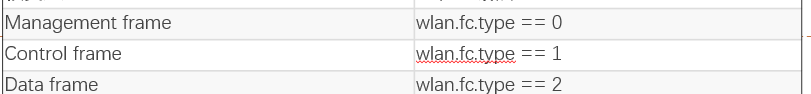 Management frame wlan.fc.type == 0
Control frame wlan.fc.type == 1
Data frame wlan.fc.type == 2